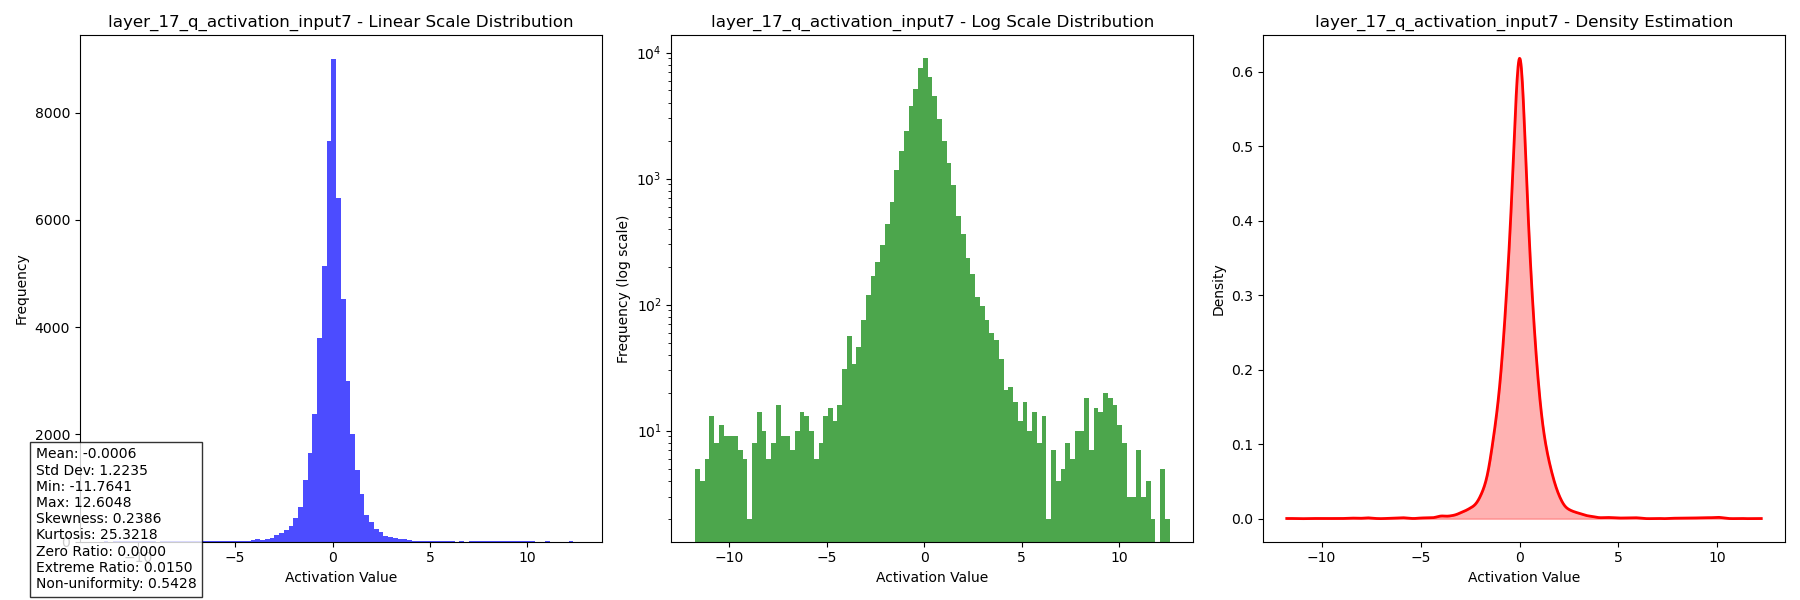 layer_17_q_activation_input7 - Linear Scale Distribution
Frequency
8000
6000
4000
2000
−5
0
5
10
Activation Value
Mean: -0.0006
Std Dev: 1.2235
Min: -11.7641
Max: 12.6048
Skewness: 0.2386
Kurtosis: 25.3218
Zero Ratio: 0.0000
Extreme Ratio: 0.0150
Non-uniformity: 0.5428
layer_17_q_activation_input7 - Log Scale Distribution
Frequency (log scale)
10⁴
10³
10²
10¹
−10
−5
0
5
10
Activation Value
layer_17_q_activation_input7 - Density Estimation
Density
0.6
0.5
0.4
0.3
0.2
0.1
0.0
−10
−5
0
5
10
Activation Value